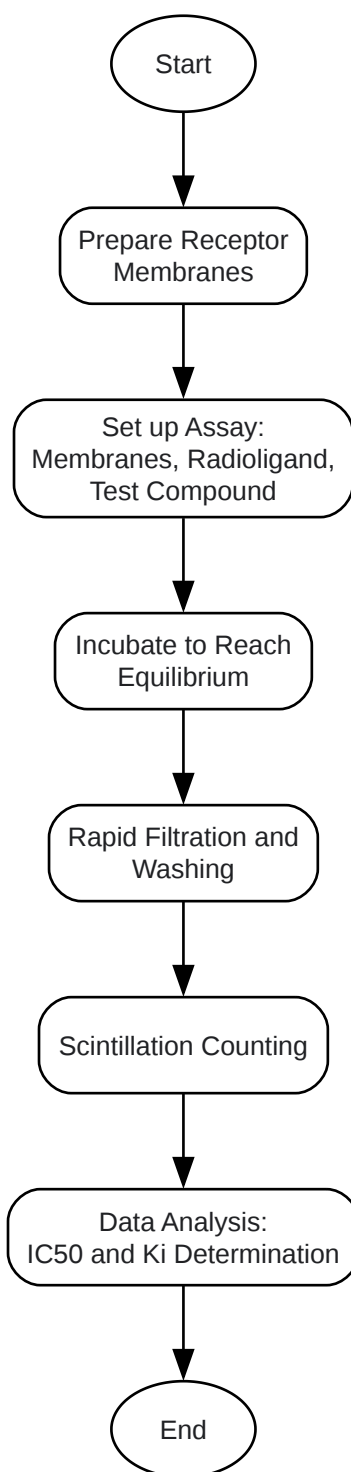 Start
Prepare Receptor
Membranes
Set up Assay:
Membranes, Radioligand,
Test Compound
Incubate to Reach
Equilibrium
Rapid Filtration and
Washing
Scintillation Counting
Data Analysis:
IC50 and Ki Determination
End